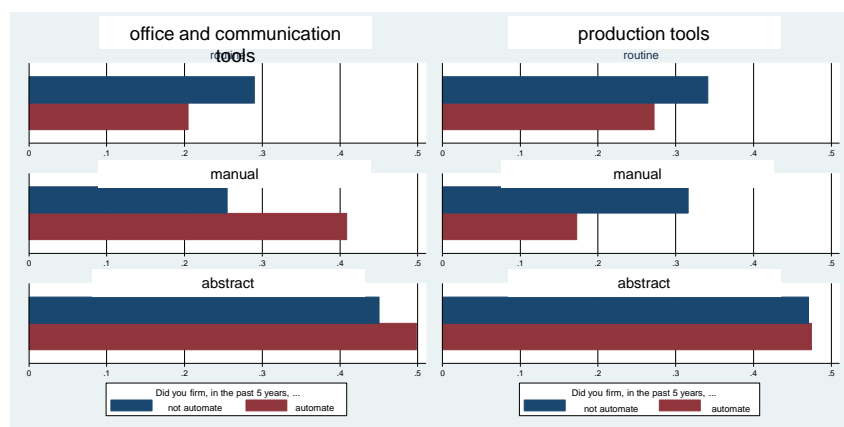 office and communication
tools
routine
0 .1 .2 .3 .4 .5
manual
0 .1 .2 .3 .4 .5
abstract
0 .1 .2 .3 .4 .5
Did you firm, in the past 5 years, ...
not automate automate
production tools
routine
0 .1 .2 .3 .4 .5
manual
0 .1 .2 .3 .4 .5
abstract
0 .1 .2 .3 .4 .5
Did you firm, in the past 5 years, ...
not automate automate